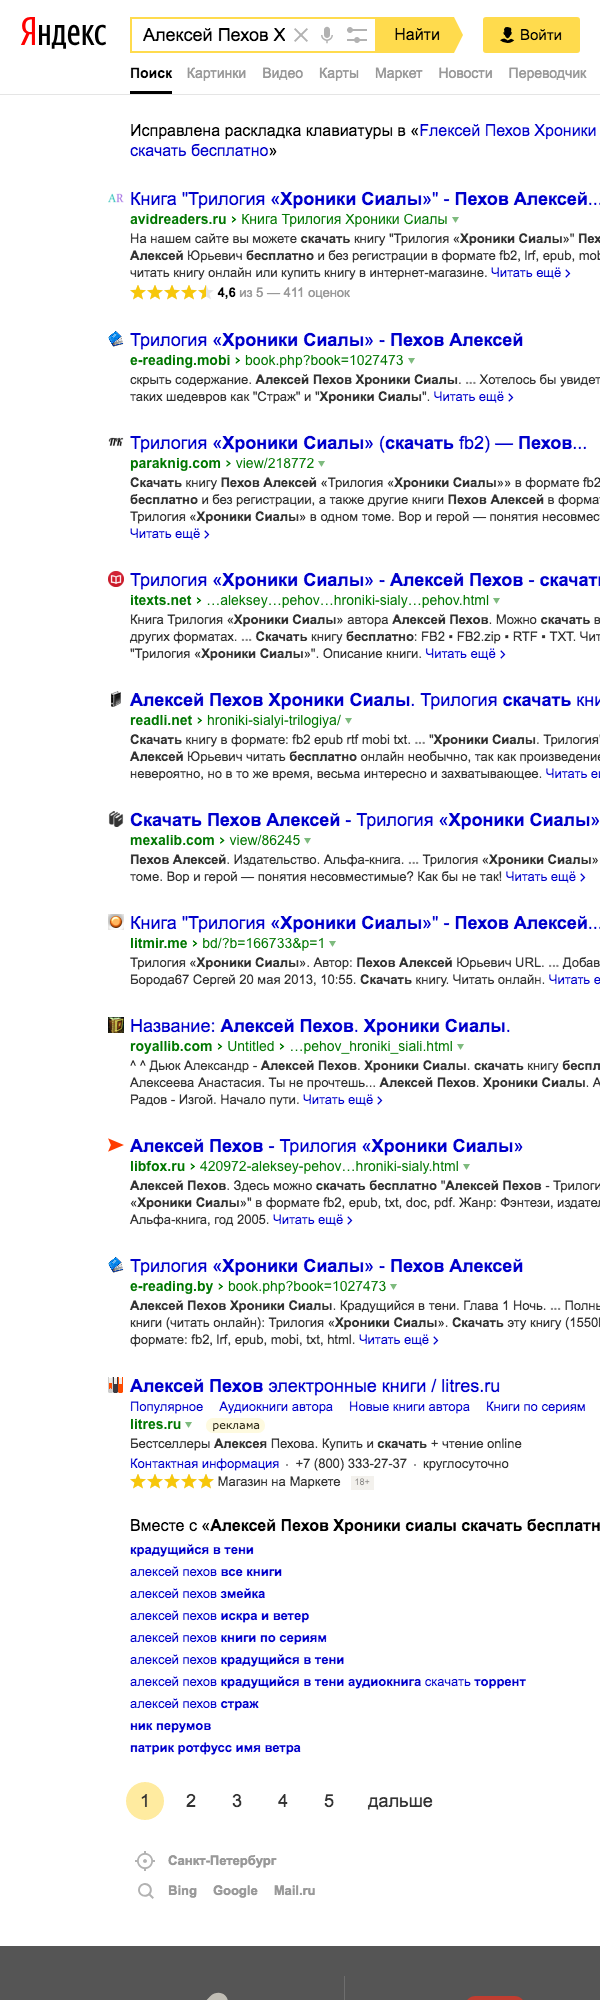 Яндекс
Алексей Пехов Х
Найти
Войти
Поиск Картинки Видео Карты Маркет Новости Переводчик
Исправлена раскладка клавиатуры в «Fлексей Пехов Хроники
скачать бесплатно»
AR Книга "Трилогия «Хроники Сиалы»" - Пехов Алексей...
avidreaders.ru › Книга Трилогия Хроники Сиалы
На нашем сайте вы можете скачать книгу "Трилогия «Хроники Сиалы»" Пех
Алексей Юрьевич бесплатно и без регистрации в формате fb2, lrf, epub, mob
читать книгу онлайн или купить книгу в интернет-магазине. Читать ещё ›
4,6 из 5 — 411 оценок
Трилогия «Хроники Сиалы» - Пехов Алексей
e-reading.mobi › book.php?book=1027473
скрыть содержание. Алексей Пехов Хроники Сиалы. ... Хотелось бы увидет
таких шедевров как "Страж" и "Хроники Сиалы". Читать ещё ›
ПРК Трилогия «Хроники Сиалы» (скачать fb2) — Пехов...
paraknig.com › view/218772
Скачать книгу Пехов Алексей «Трилогия «Хроники Сиалы»» в формате fb2
бесплатно и без регистрации, а также другие книги Пехов Алексей в форма
Трилогия «Хроники Сиалы» в одном томе. Вор и герой — понятия несовмес
Читать ещё ›
Трилогия «Хроники Сиалы» - Алексей Пехов - скачат
itexts.net › …aleksey…pehov…hroniki-sialy…pehov.html
Книга Трилогия «Хроники Сиалы» автора Алексей Пехов. Можно скачать в
других форматах. ... Скачать книгу бесплатно: FB2 • FB2.zip • RTF • TXT. Чит
"Трилогия «Хроники Сиалы»". Описание книги. Читать ещё ›
Алексей Пехов Хроники Сиалы. Трилогия скачать кни
readli.net › hroniki-sialyi-trilogiya/
Скачать книгу в формате: fb2 epub rtf mobi txt. ... "Хроники Сиалы. Трилогия"
Алексей Юрьевич читать бесплатно онлайн необычно, так как произведение
невероятно, но в то же время, весьма интересно и захватывающее. Читать е
Скачать Пехов Алексей - Трилогия «Хроники Сиалы»
mexalib.com › view/86245
Пехов Алексей. Издательство. Альфа-книга. ... Трилогия «Хроники Сиалы»
томе. Вор и герой — понятия несовместимые? Как бы не так! Читать ещё ›
Книга "Трилогия «Хроники Сиалы»" - Пехов Алексей...
litmir.me › bd/?b=166733&p=1
Трилогия «Хроники Сиалы». Автор: Пехов Алексей Юрьевич URL. ... Добав
Борода67 Сергей 20 мая 2013, 10:55. Скачать книгу. Читать онлайн. Читать е
Название: Алексей Пехов. Хроники Сиалы.
royallib.com › Untitled › …pehov_hroniki_siali.html
^ ^ Дьюк Александр - Алексей Пехов. Хроники Сиалы. скачать книгу беспл
Алексеева Анастасия. Ты не прочтешь... Алексей Пехов. Хроники Сиалы. А
Радов - Изгой. Начало пути. Читать ещё ›
Алексей Пехов - Трилогия «Хроники Сиалы»
libfox.ru › 420972-aleksey-pehov…hroniki-sialy.html
Алексей Пехов. Здесь можно скачать бесплатно "Алексей Пехов - Трилоги
«Хроники Сиалы»" в формате fb2, epub, txt, doc, pdf. Жанр: Фэнтези, издател
Альфа-книга, год 2005. Читать ещё ›
Трилогия «Хроники Сиалы» - Пехов Алексей
e-reading.by › book.php?book=1027473
Алексей Пехов Хроники Сиалы. Крадущийся в тени. Глава 1 Ночь. ... Полны
книги (читать онлайн): Трилогия «Хроники Сиалы». Скачать эту книгу (1550
формате: fb2, lrf, epub, mobi, txt, html. Читать ещё ›
Алексей Пехов электронные книги / litres.ru
Популярное Аудиокниги автора Новые книги автора Книги по сериям
litres.ru реклама
Бестселлеры Алексея Пехова. Купить и скачать + чтение online
Контактная информация · +7 (800) 333-27-37 · круглосуточно
Магазин на Маркете 18+
Вместе с «Алексей Пехов Хроники сиалы скачать бесплатн
крадущийся в тени
алексей пехов все книги
алексей пехов змейка
алексей пехов искра и ветер
алексей пехов книги по сериям
алексей пехов крадущийся в тени
алексей пехов крадущийся в тени аудиокнига скачать торрент
алексей пехов страж
ник перумов
патрик ротфусс имя ветра
1 2 3 4 5 дальше
Санкт-Петербург
Bing Google Mail.ru